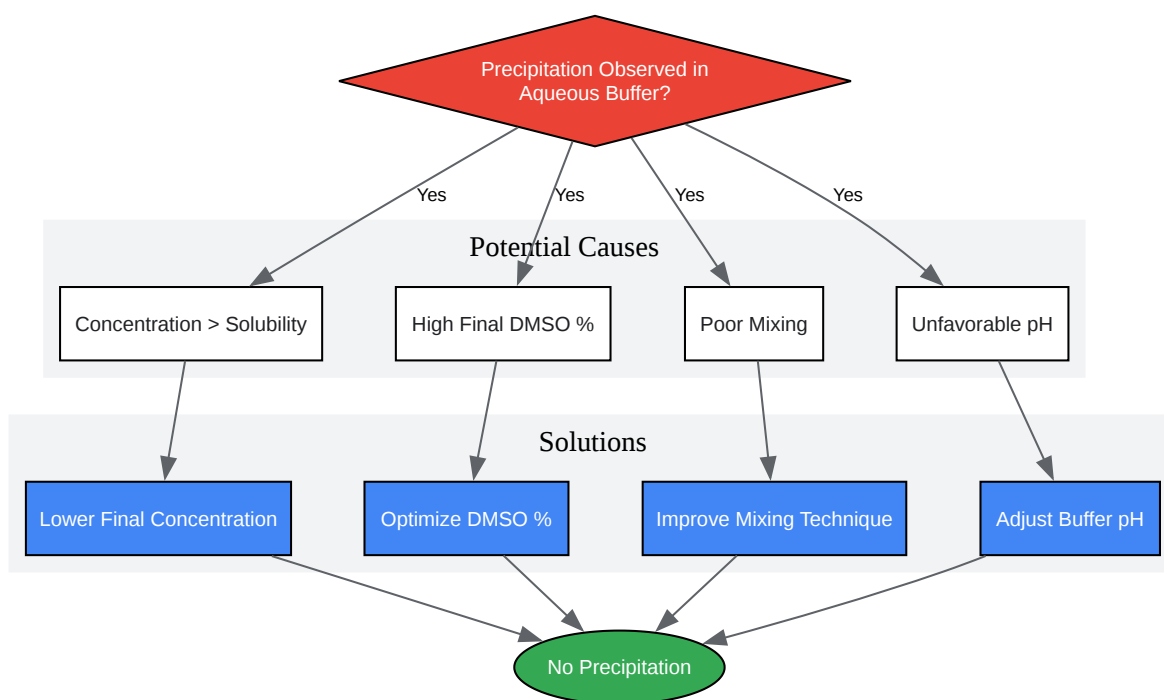 Precipitation Observed in
Aqueous Buffer?
Yes
Yes
Yes
Yes
Potential Causes
Concentration > Solubility
High Final DMSO %
Poor Mixing
Unfavorable pH
Solutions
Lower Final Concentration
Optimize DMSO %
Improve Mixing Technique
Adjust Buffer pH
No Precipitation